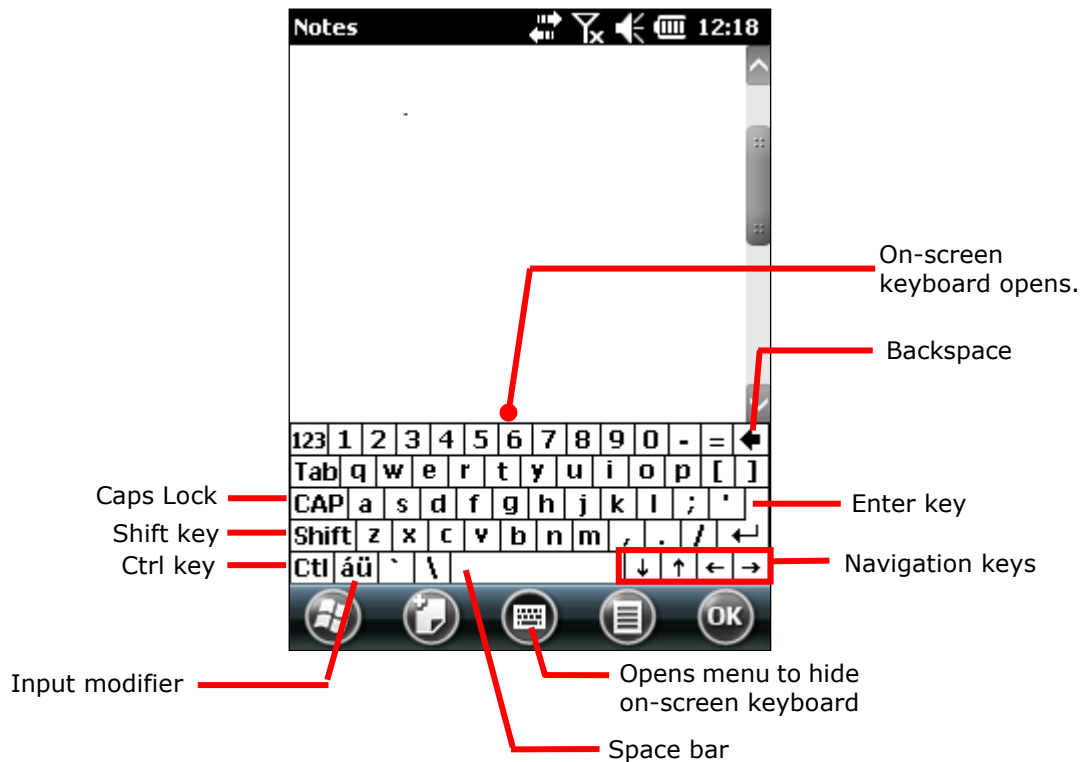 Notes 12:18
On-screen
keyboard opens.
Backspace
123 1 2 3 4 5 6 7 8 9 0 - =
Tab q w e r t y u i o p [ ]
Caps Lock
CAP a s d f g h j k l ; '
Enter key
Shift key
Shift z x c v b n m , . /
Ctrl key
Ctl áü ` \ ↓ ↑ ← →
Navigation keys
OK
Input modifier
Opens menu to hide
on-screen keyboard
Space bar